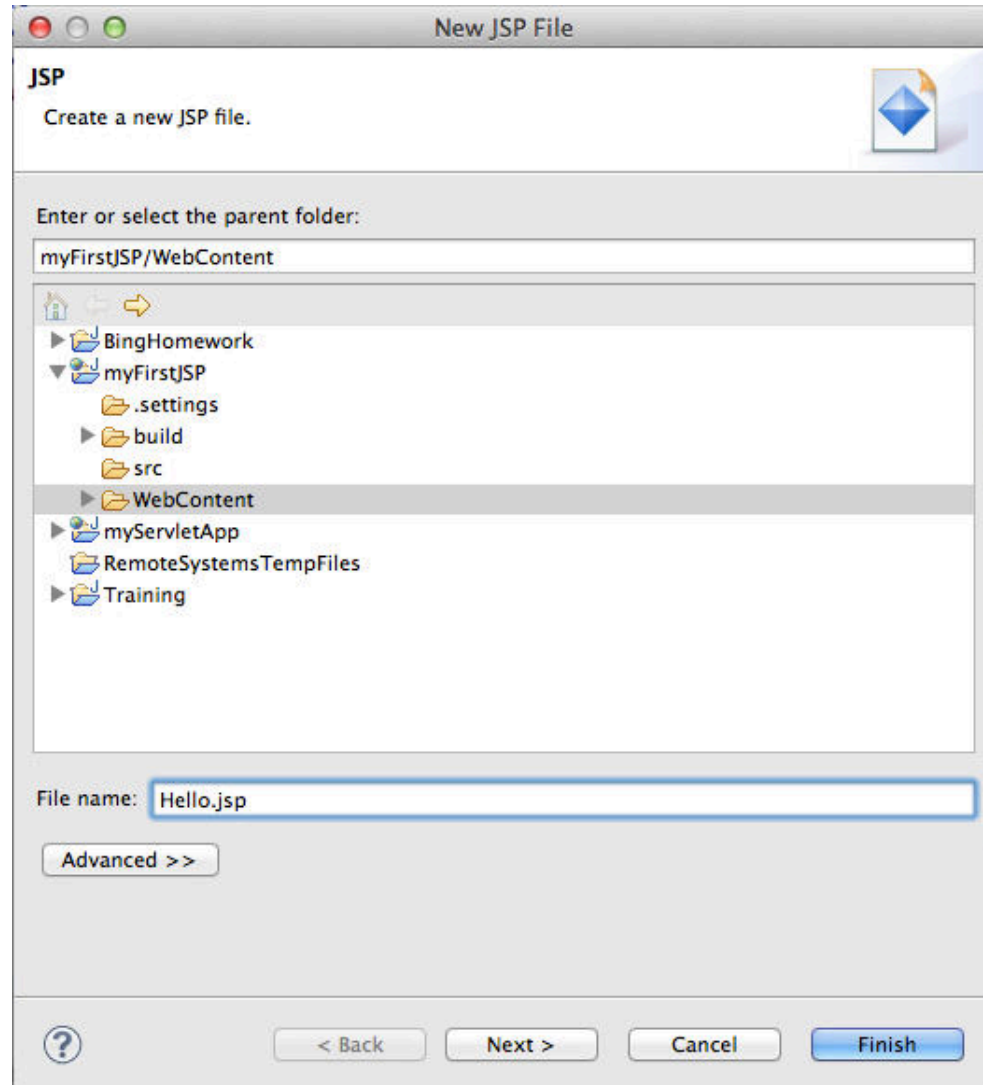 New JSP File
JSP
Create a new JSP file.
Enter or select the parent folder:
myFirstJSP/WebContent
BingHomework
myFirstJSP
.settings
build
src
WebContent
myServletApp
RemoteSystemsTempFiles
Training
File name: Hello.jsp
Advanced >>
? < Back Next > Cancel Finish